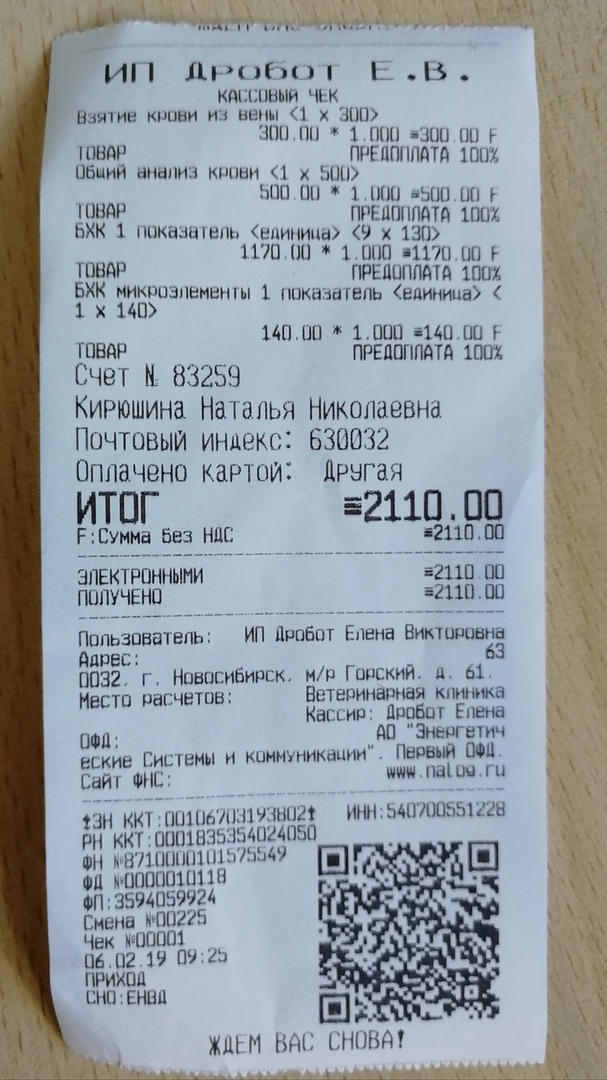 ИП Дробот Е.В.
КАССОВЫЙ ЧЕК
Взятие крови из вены <1 x 300>
300.00 * 1.000 ≡300.00 F
ТОВАР ПРЕДОПЛАТА 100%
Общий анализ крови <1 x 500>
500.00 * 1.000 ≡500.00 F
ТОВАР ПРЕДОПЛАТА 100%
БХК 1 показатель <единица> <9 x 130>
1170.00 * 1.000 ≡1170.00 F
ТОВАР ПРЕДОПЛАТА 100%
БХК микроэлементы 1 показатель <единица> <
1 x 140>
140.00 * 1.000 ≡140.00 F
ТОВАР ПРЕДОПЛАТА 100%
Счет № 83259
Кирюшина Наталья Николаевна
Почтовый индекс: 630032
Оплачено картой: Другая
ИТОГ ≡2110.00
F:Сумма без НДС ≡2110.00
ЭЛЕКТРОННЫМИ ≡2110.00
ПОЛУЧЕНО ≡2110.00
Пользователь: ИП Дробот Елена Викторовна
Адрес: 63
0032, г. Новосибирск, м/р Горский, д. 61.
Место расчетов: Ветеринарная клиника
Кассир: Дробот Елена
ОФД: АО "Энергетич
еские Системы и коммуникации". Первый ОФД.
Сайт ФНС: www.nalog.ru
ЗН ККТ:00106703193802 ИНН:540700551228
РН ККТ:0001835354024050
ФН №8710000101575549
ФД №0000010118
ФП:3594059924
Смена №00225
Чек №00001
06.02.19 09:25
ПРИХОД
СНО:ЕНВД
ЖДЕМ ВАС СНОВА!